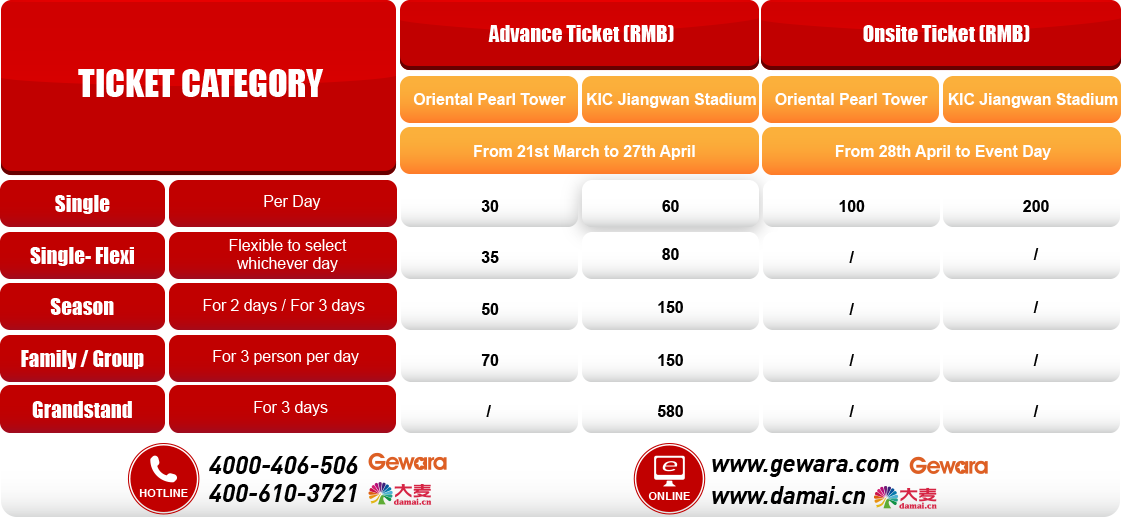 TICKET CATEGORY
Advance Ticket (RMB)
Onsite Ticket (RMB)
Oriental Pearl Tower
KIC Jiangwan Stadium
Oriental Pearl Tower
KIC Jiangwan Stadium
From 21st March to 27th April
From 28th April to Event Day
Single
Per Day
30
60
100
200
Single- Flexi
Flexible to select
whichever day
35
80
/
/
Season
For 2 days / For 3 days
50
150
/
/
Family / Group
For 3 person per day
70
150
/
/
Grandstand
For 3 days
/
580
/
/
HOTLINE
4000-406-506 Gewara
400-610-3721 大麦
damai.cn
e
ONLINE
www.gewara.com Gewara
www.damai.cn 大麦
damai.cn